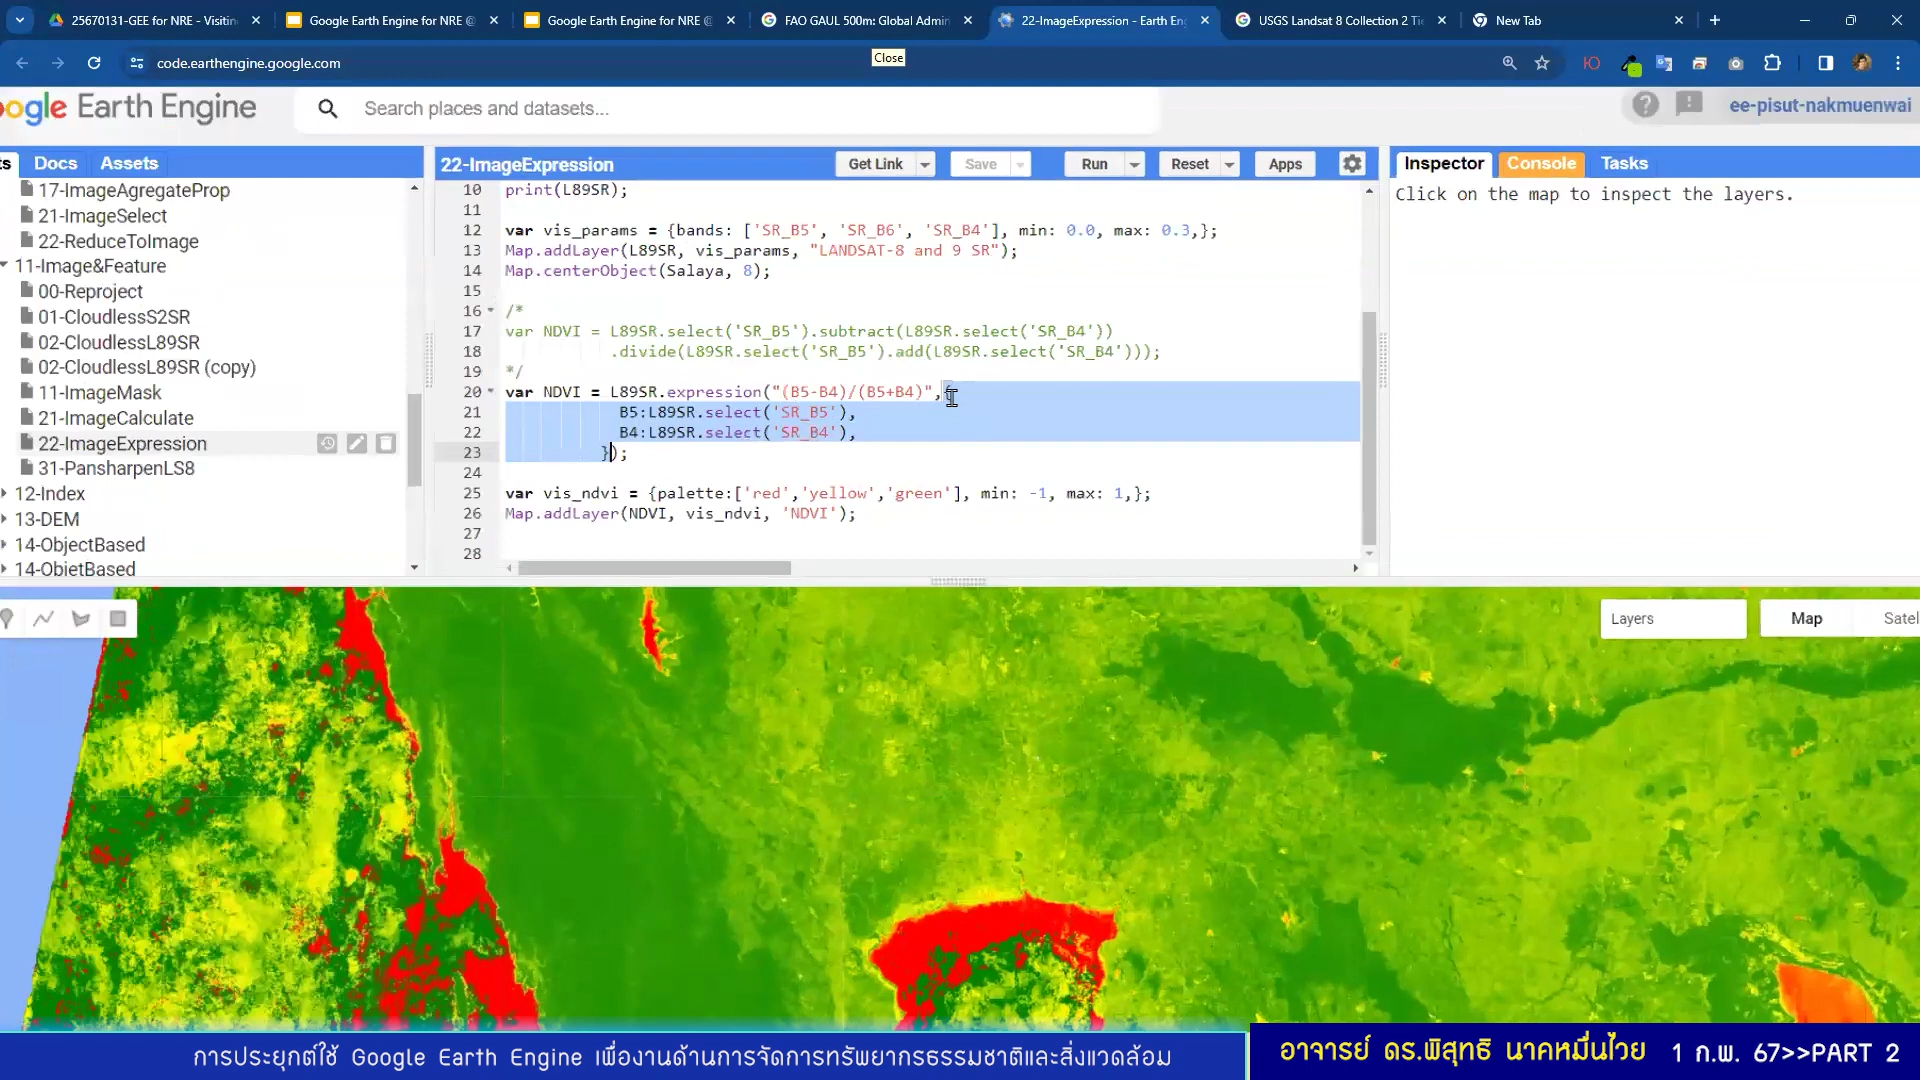 25670131-GEE for NRE - Visitin
Google Earth Engine for NRE @
Google Earth Engine for NRE @
FAO GAUL 500m: Global Admin
22-ImageExpression - Earth Eng
USGS Landsat 8 Collection 2 Tie
New Tab
code.earthengine.google.com
Close
oogle Earth Engine
Search places and datasets...
ee-pisut-nakmuenwai
ts Docs Assets
17-ImageAgregateProp
21-ImageSelect
22-ReduceToImage
11-Image&Feature
00-Reproject
01-CloudlessS2SR
02-CloudlessL89SR
02-CloudlessL89SR (copy)
11-ImageMask
21-ImageCalculate
22-ImageExpression
31-PansharpenLS8
12-Index
13-DEM
14-ObjectBased
14-ObjetBased
22-ImageExpression
Get Link
Save
Run
Reset
Apps
10 print(L89SR);
11
12 var vis_params = {bands: ['SR_B5', 'SR_B6', 'SR_B4'], min: 0.0, max: 0.3,};
13 Map.addLayer(L89SR, vis_params, "LANDSAT-8 and 9 SR");
14 Map.centerObject(Salaya, 8);
15
16 /*
17 var NDVI = L89SR.select('SR_B5').subtract(L89SR.select('SR_B4'))
18 .divide(L89SR.select('SR_B5').add(L89SR.select('SR_B4')));
19 */
20 var NDVI = L89SR.expression("(B5-B4)/(B5+B4)",{
21 B5:L89SR.select('SR_B5'),
22 B4:L89SR.select('SR_B4'),
23 });
24
25 var vis_ndvi = {palette:['red','yellow','green'], min: -1, max: 1,};
26 Map.addLayer(NDVI, vis_ndvi, 'NDVI');
27
28
Inspector
Console
Tasks
Click on the map to inspect the layers.
Layers
Map
Satel
การประยุกต์ใช้ Google Earth Engine เพื่องานด้านการจัดการทรัพยากรธรรมชาติและสิ่งแวดล้อม
อาจารย์ ดร.พิสุทธิ นาคหมื่นไวย 1 ก.พ. 67>>PART 2